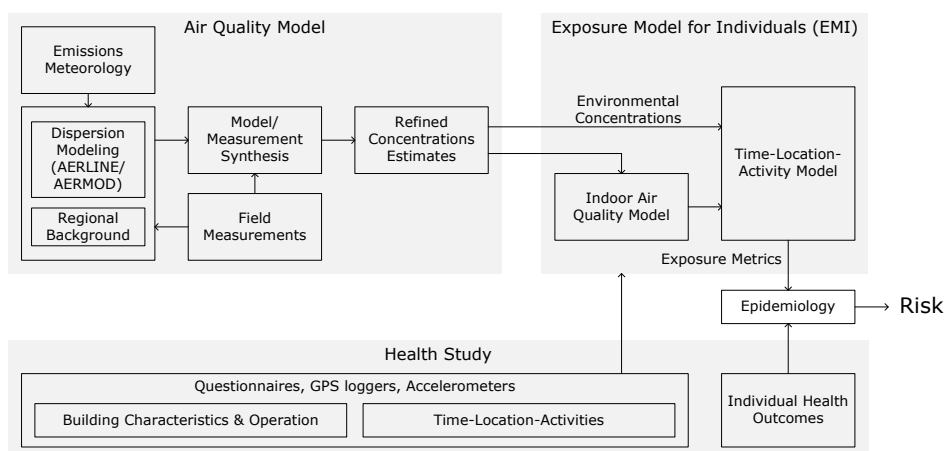 Air Quality Model
Emissions
Meteorology
Dispersion
Modeling
(AERLINE/
AERMOD)
Regional
Background
Model/
Measurement
Synthesis
Field
Measurements
Refined
Concentrations
Estimates
Exposure Model for Individuals (EMI)
Environmental
Concentrations
Indoor Air
Quality Model
Time-Location-
Activity Model
Exposure Metrics
Epidemiology
Risk
Health Study
Questionnaires, GPS loggers, Accelerometers
Building Characteristics & Operation
Time-Location-Activities
Individual Health
Outcomes